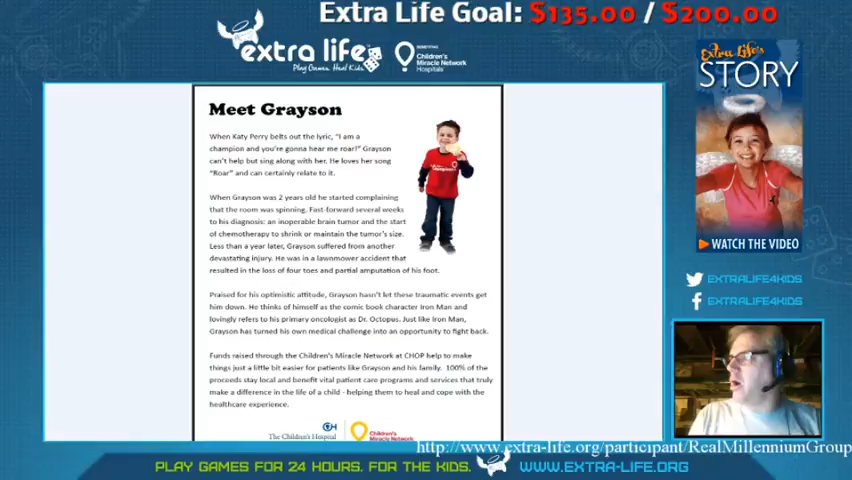 Extra Life Goal: $135.00 / $200.00
extra life
Play Games Heal Kids
BENEFITING
Children's
Miracle Network
Hospitals
Extra Life's
STORY
WATCH THE VIDEO
EXTRALIFE4KIDS
EXTRALIFE4KIDS
Meet Grayson
When Katy Perry belts out the lyric, "I am a
champion and you're gonna hear me roar!" Grayson
can't help but sing along with her. He loves her song
"Roar" and can certainly relate to it.
When Grayson was 2 years old he started complaining
that the room was spinning. Fast-forward several weeks
to his diagnosis: an inoperable brain tumor and the start
of chemotherapy to shrink or maintain the tumor's size.
Less than a year later, Grayson suffered from another
devastating injury. He was in a lawnmower accident that
resulted in the loss of four toes and partial amputation of his foot.
Praised for his optimistic attitude, Grayson hasn't let these traumatic events get
him down. He thinks of himself as the comic book character Iron Man and
lovingly refers to his primary oncologist as Dr. Octopus. Just like Iron Man,
Grayson has turned his own medical challenge into an opportunity to fight back.
Funds raised through the Children's Miracle Network at CHOP help to make
things just a little bit easier for patients like Grayson and his family. 100% of the
proceeds stay local and benefit vital patient care programs and services that truly
make a difference in the life of a child - helping them to heal and cope with the
healthcare experience.
The Children's Hospital
Children's
Miracle Network
http://www.extra-life.org/participant/RealMillenniumGroup
PLAY GAMES FOR 24 HOURS. FOR THE KIDS.
WWW.EXTRA-LIFE.ORG